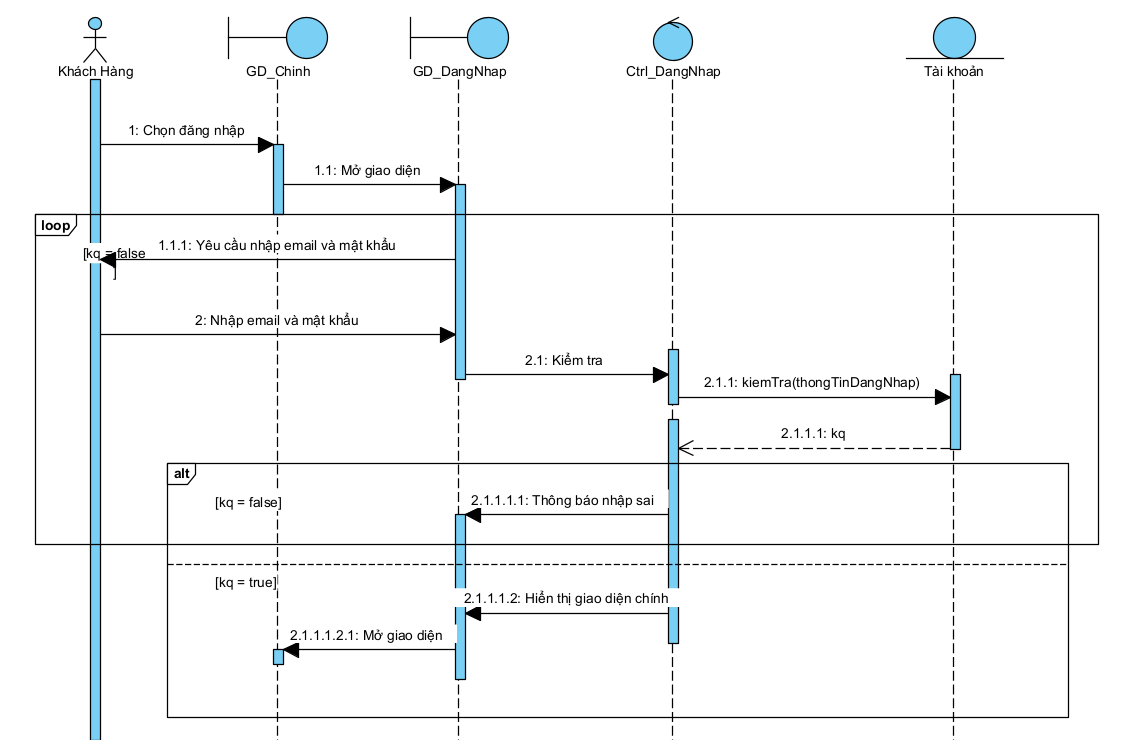 Khách Hàng
GD_Chinh
GD_DangNhap
Ctrl_DangNhap
Tài khoản
1: Chọn đăng nhập
1.1: Mở giao diện
loop
[kq = false
]
1.1.1: Yêu cầu nhập email và mật khẩu
2: Nhập email và mật khẩu
2.1: Kiểm tra
2.1.1: kiemTra(thongTinDangNhap)
2.1.1.1: kq
alt
[kq = false]
2.1.1.1.1: Thông báo nhập sai
[kq = true]
2.1.1.1.2: Hiển thị giao diện chính
2.1.1.1.2.1: Mở giao diện